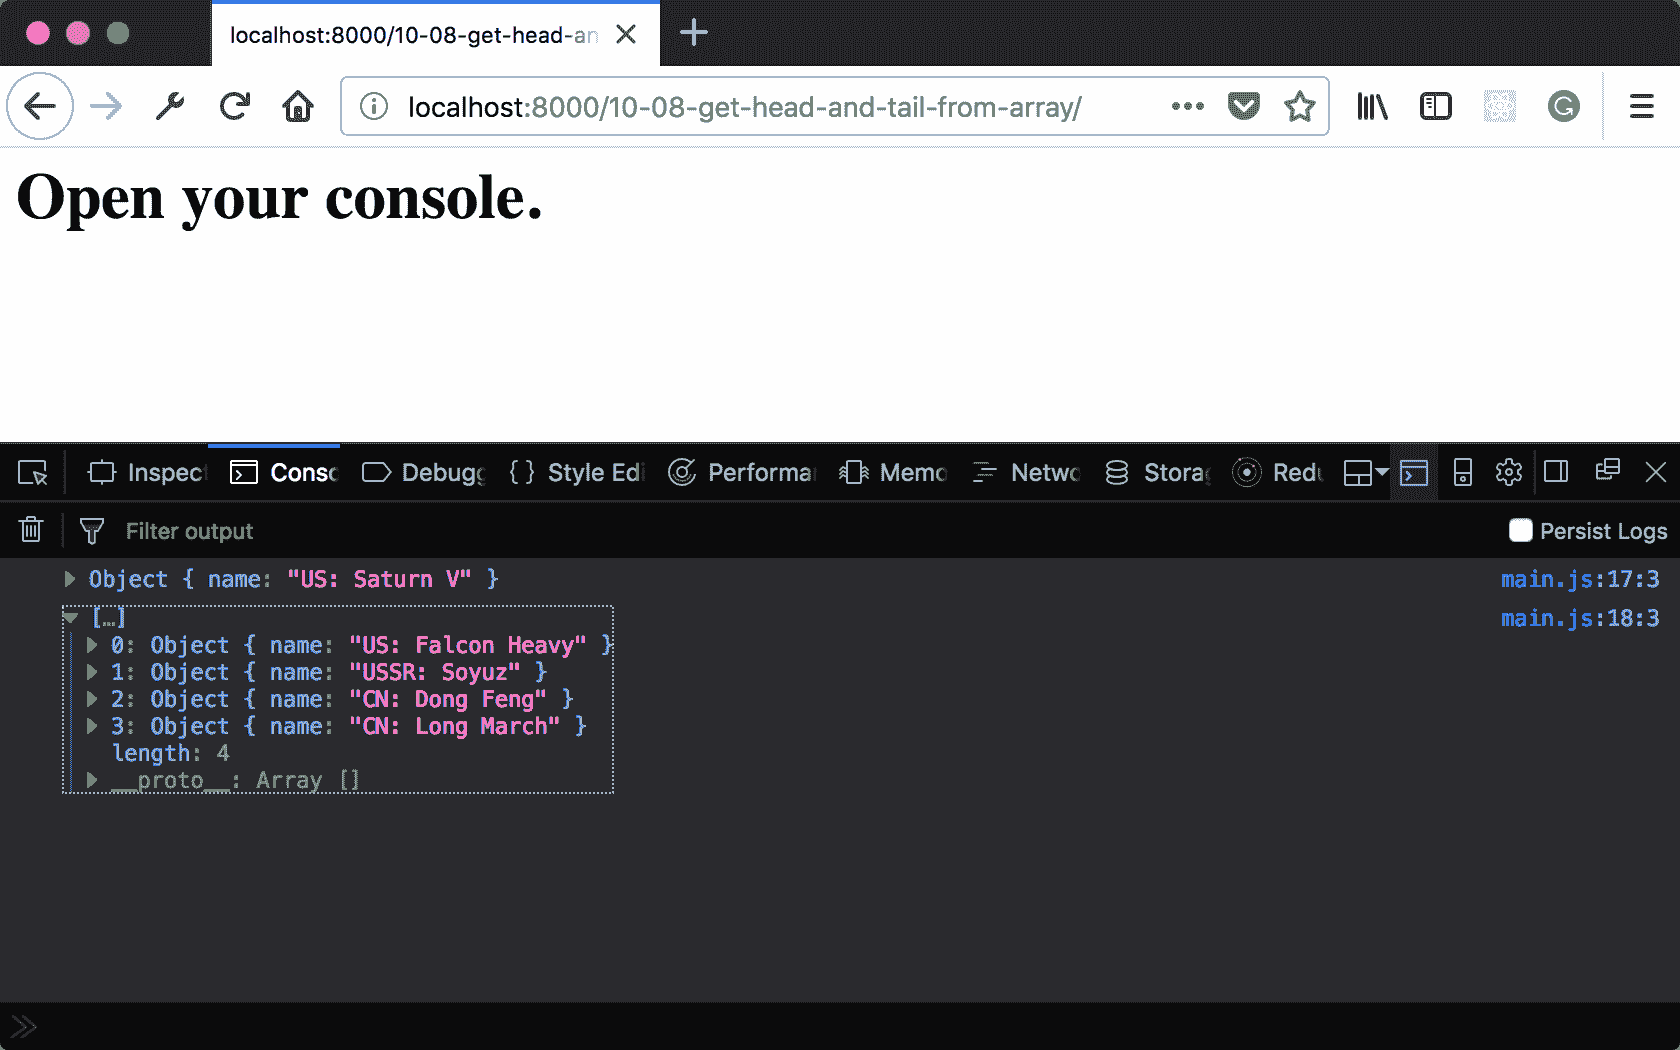 localhost:8000/10-08-get-head-an
localhost:8000/10-08-get-head-and-tail-from-array/
Open your console.
Inspec Conso Debugg { } Style Edi Performa Memo Netwo Storag Redu
Filter output Persist Logs
Object { name: "US: Saturn V" } main.js:17:3
[…] main.js:18:3
0: Object { name: "US: Falcon Heavy" }
1: Object { name: "USSR: Soyuz" }
2: Object { name: "CN: Dong Feng" }
3: Object { name: "CN: Long March" }
length: 4
__proto__: Array []